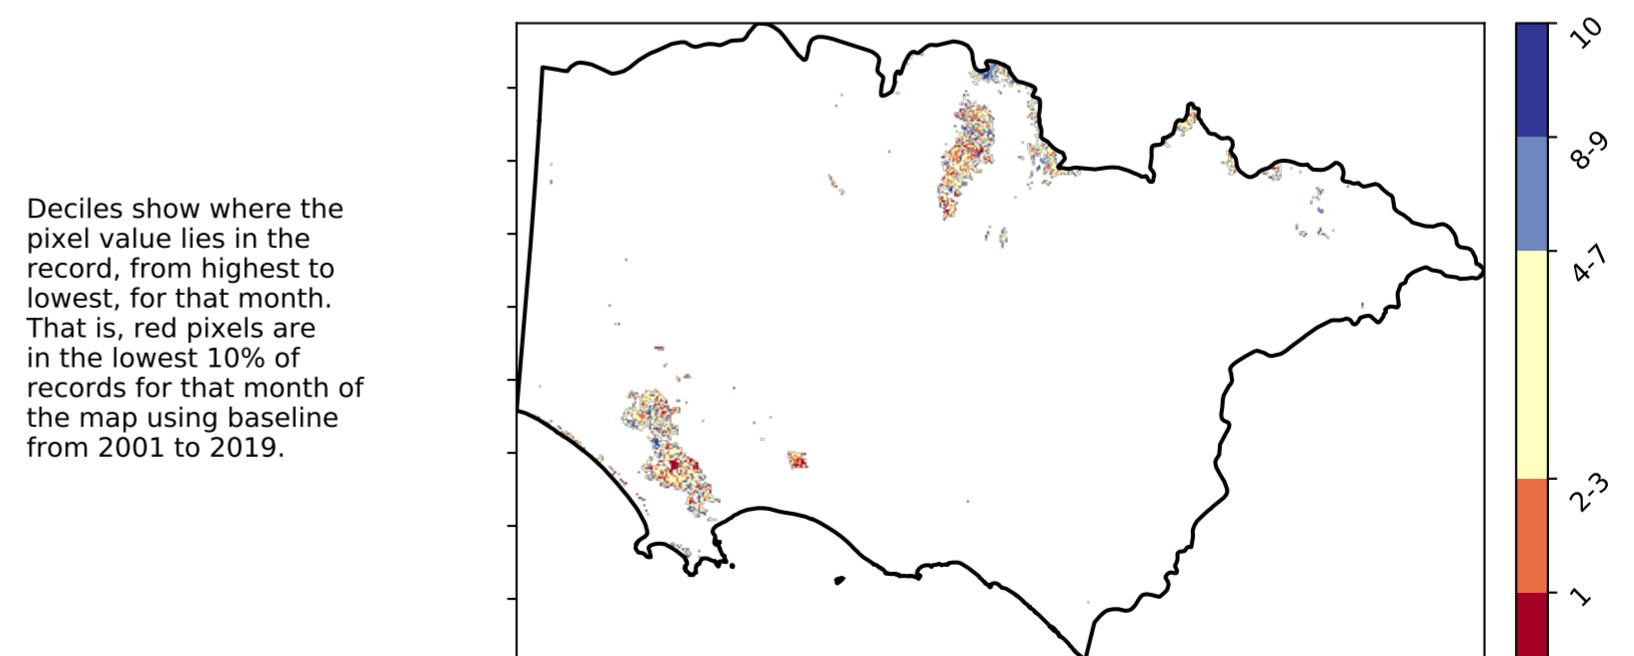 Deciles show where the
pixel value lies in the
record, from highest to
lowest, for that month.
That is, red pixels are
in the lowest 10% of
records for that month of
the map using baseline
from 2001 to 2019.
10
8-9
4-7
2-3
1